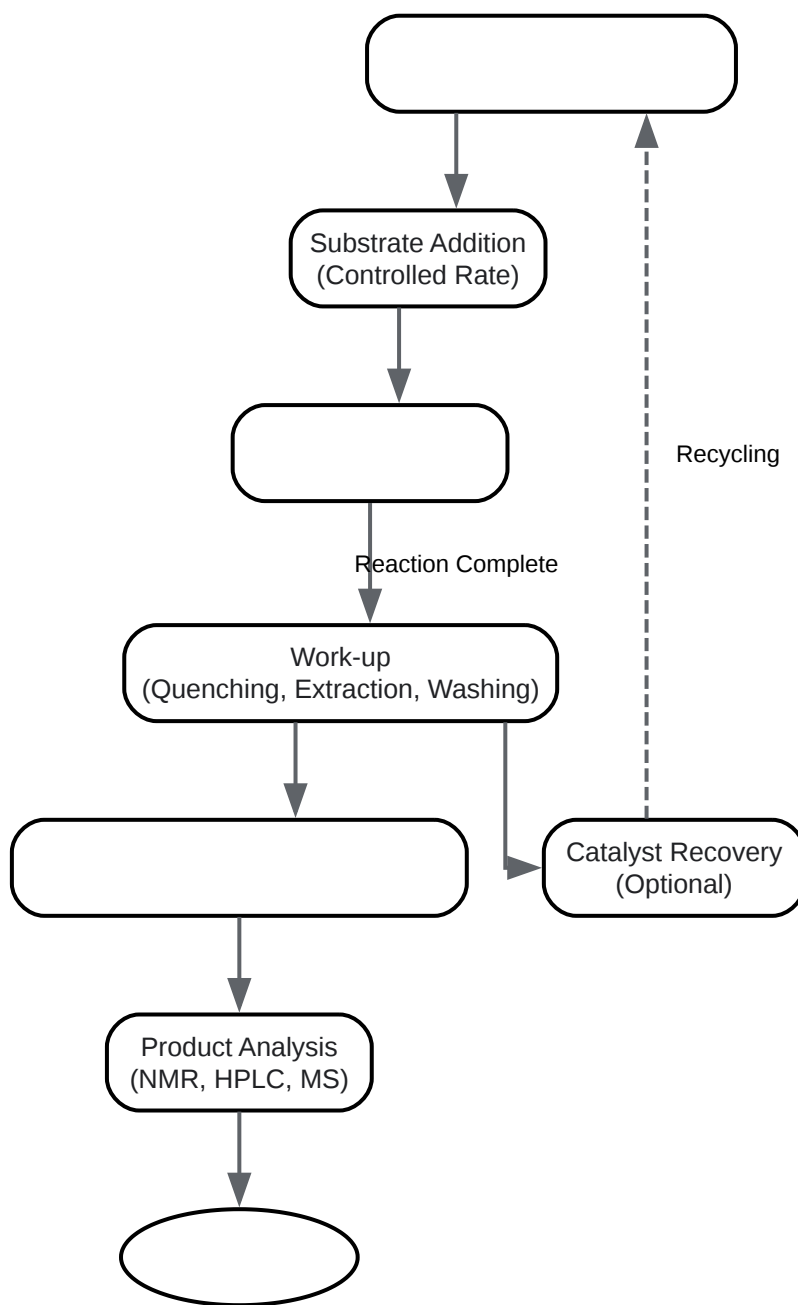 Substrate Addition
(Controlled Rate)
Recycling
Reaction Complete
Work-up
(Quenching, Extraction, Washing)
Catalyst Recovery
(Optional)
Product Analysis
(NMR, HPLC, MS)